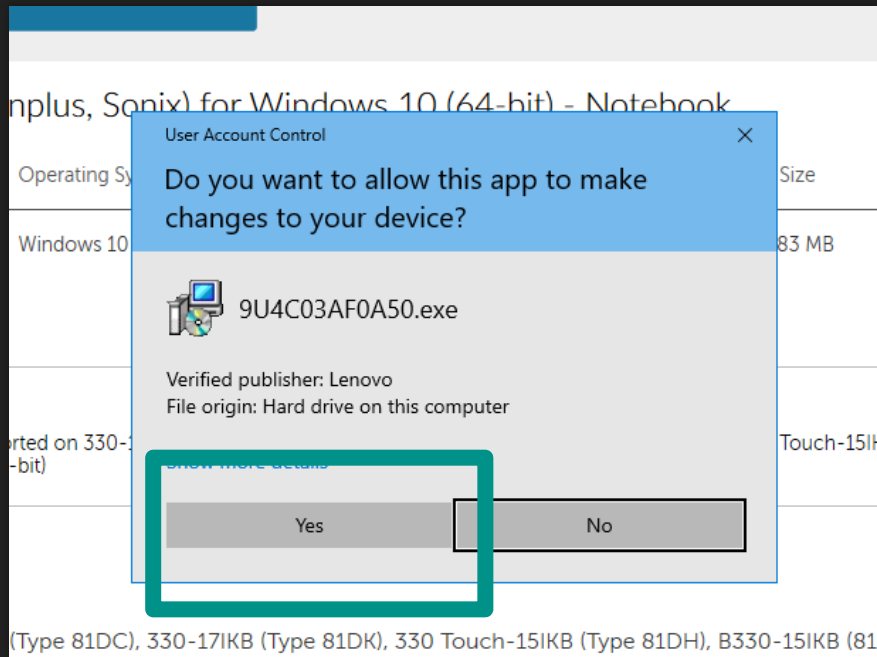 nplus, Sonix) for Windows 10 (64-bit) - Notebook
User Account Control
Operating Sy
Size
Do you want to allow this app to make
changes to your device?
Windows 10
83 MB
9U4C03AF0A50.exe
Verified publisher: Lenovo
File origin: Hard drive on this computer
orted on 330-1
Touch-15IK
-bit)
Show more details
Yes
No
(Type 81DC), 330-17IKB (Type 81DK), 330 Touch-15IKB (Type 81DH), B330-15IKB (81